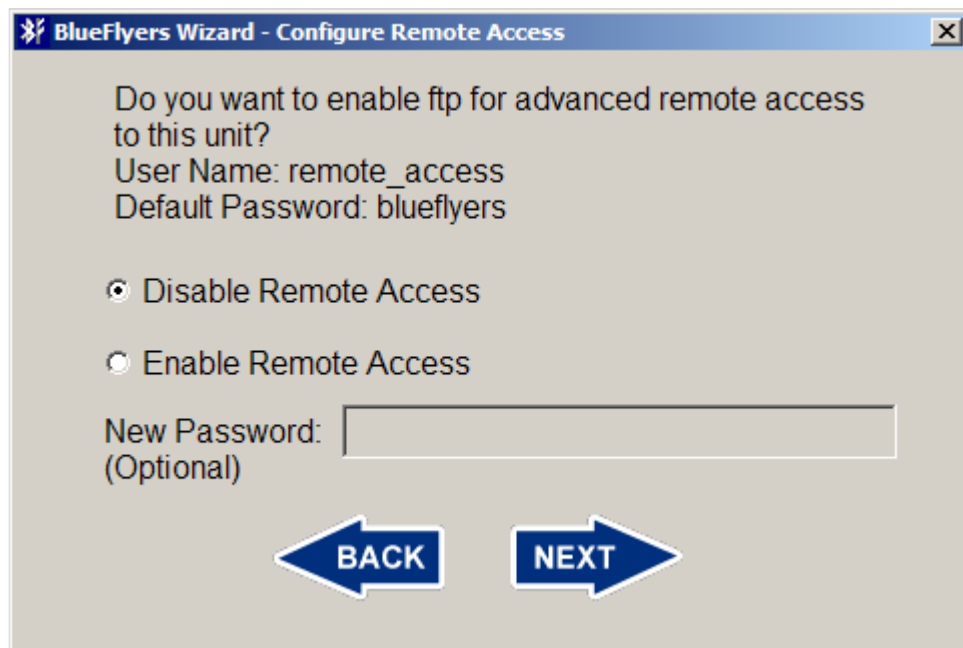 BlueFlyers Wizard - Configure Remote Access
Do you want to enable ftp for advanced remote access
to this unit?
User Name: remote_access
Default Password: blueflyers
Disable Remote Access
Enable Remote Access
New Password:
(Optional)
BACK
NEXT